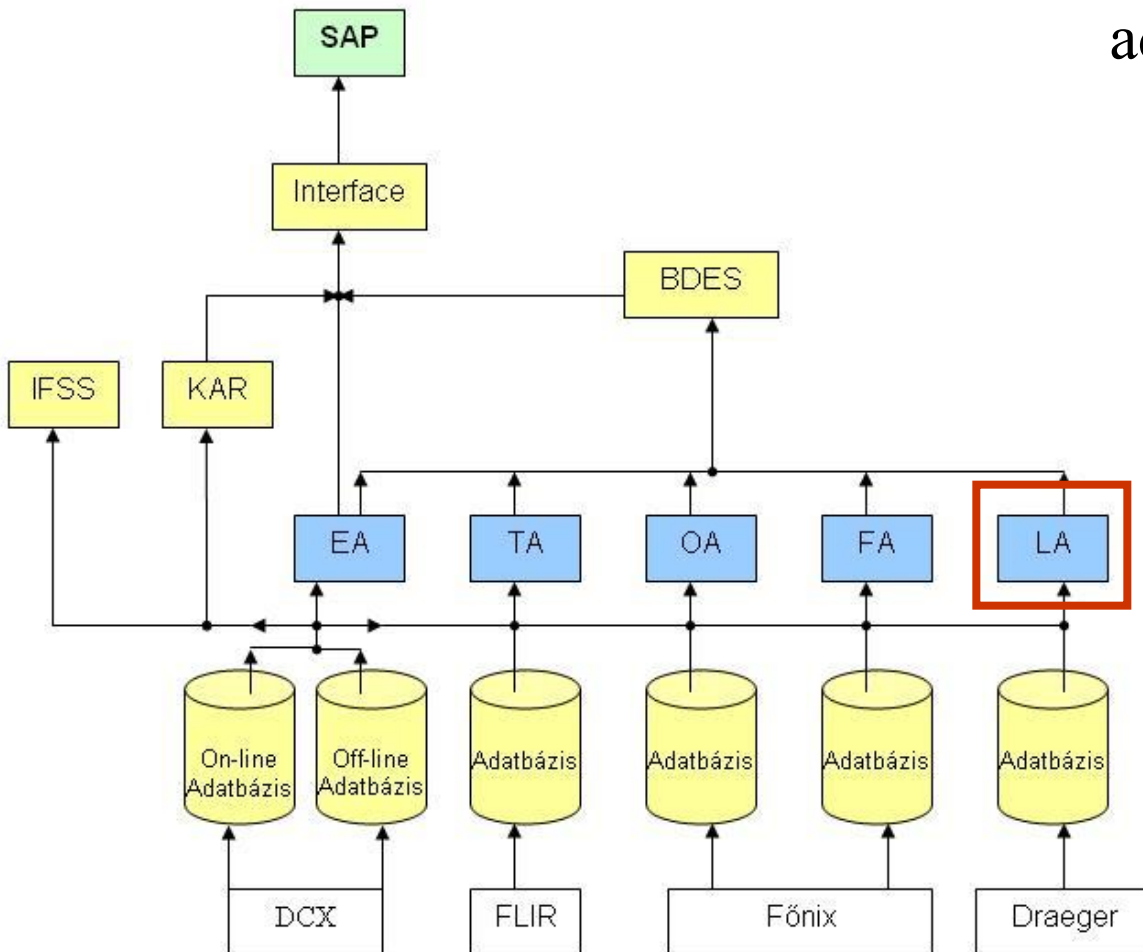 SAP
ac
Interface
BDES
IFSS
KAR
EA
TA
OA
FA
LA
On-line
Adatbázis
Off-line
Adatbázis
Adatbázis
Adatbázis
Adatbázis
Adatbázis
DCX
FLIR
Főnix
Draeger